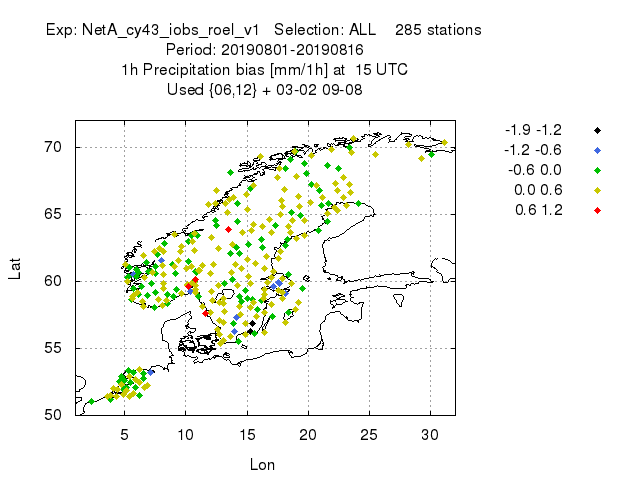 Exp: NetA_cy43_iobs_roel_v1   Selection: ALL    285 stations
Period: 20190801-20190816
1h Precipitation bias [mm/1h] at  15 UTC
Used {06,12} + 03-02 09-08
-1.9 -1.2
-1.2 -0.6
-0.6 0.0
0.0 0.6
0.6 1.2
70
65
60
55
50
Lat
5 10 15 20 25 30
Lon